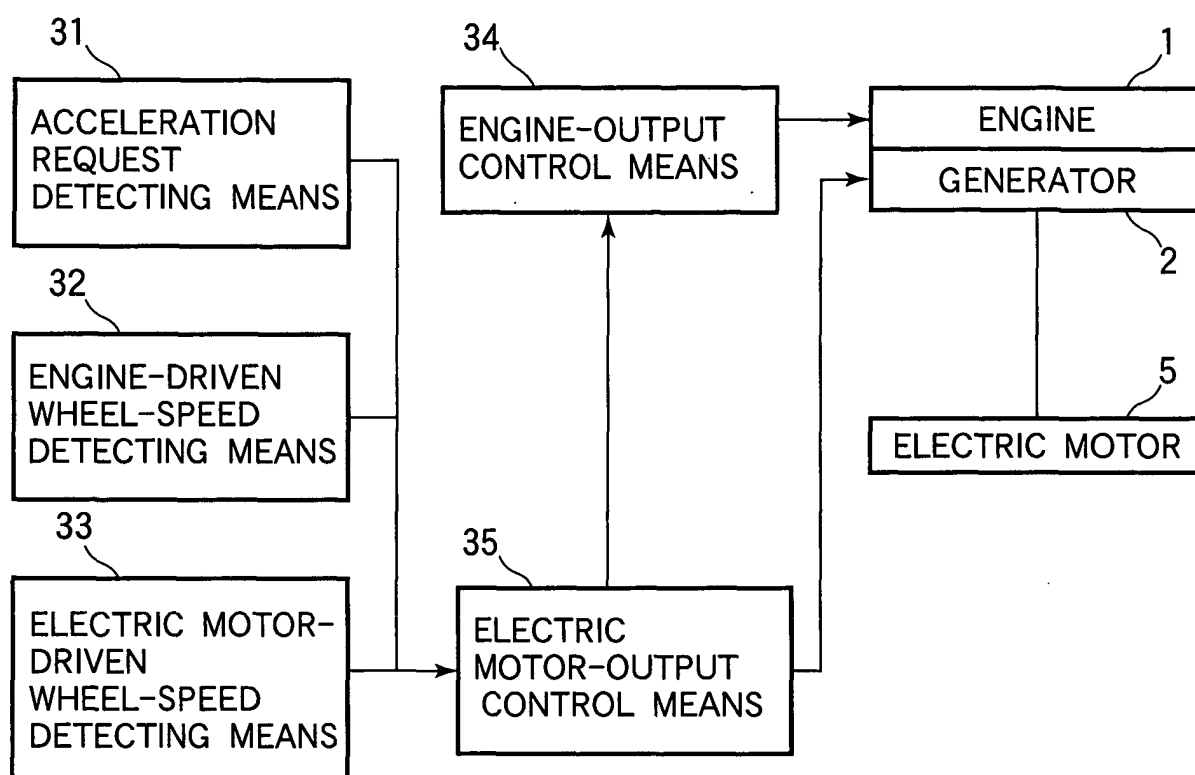 31
ACCELERATION
REQUEST
DETECTING MEANS
32
ENGINE-DRIVEN
WHEEL-SPEED
DETECTING MEANS
33
ELECTRIC MOTOR-
DRIVEN
WHEEL-SPEED
DETECTING MEANS
34
ENGINE-OUTPUT
CONTROL MEANS
35
ELECTRIC
MOTOR-OUTPUT
CONTROL MEANS
1
ENGINE
GENERATOR
2
5
ELECTRIC MOTOR